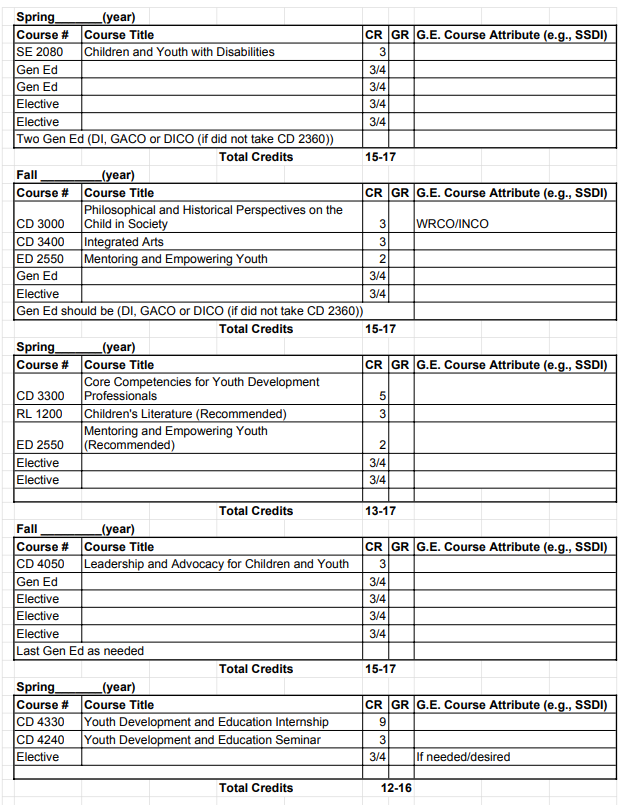 Spring_______(year)
Course # Course Title CR GR G.E. Course Attribute (e.g., SSDI)
SE 2080 Children and Youth with Disabilities 3
Gen Ed 3/4
Gen Ed 3/4
Elective 3/4
Elective 3/4
Two Gen Ed (DI, GACO or DICO (if did not take CD 2360))
Total Credits 15-17
Fall _________(year)
Course # Course Title CR GR G.E. Course Attribute (e.g., SSDI)
Philosophical and Historical Perspectives on the
CD 3000 Child in Society 3 WRCO/INCO
CD 3400 Integrated Arts 3
ED 2550 Mentoring and Empowering Youth 2
Gen Ed 3/4
Elective 3/4
Gen Ed should be (DI, GACO or DICO (if did not take CD 2360))
Total Credits 15-17
Spring_______(year)
Course # Course Title CR GR G.E. Course Attribute (e.g., SSDI)
Core Competencies for Youth Development
CD 3300 Professionals 5
RL 1200 Children's Literature (Recommended) 3
Mentoring and Empowering Youth
ED 2550 (Recommended) 2
Elective 3/4
Elective 3/4
Total Credits 13-17
Fall _________(year)
Course # Course Title CR GR G.E. Course Attribute (e.g., SSDI)
CD 4050 Leadership and Advocacy for Children and Youth 3
Gen Ed 3/4
Elective 3/4
Elective 3/4
Elective 3/4
Last Gen Ed as needed
Total Credits 15-17
Spring_______(year)
Course # Course Title CR GR G.E. Course Attribute (e.g., SSDI)
CD 4330 Youth Development and Education Internship 9
CD 4240 Youth Development and Education Seminar 3
Elective 3/4 If needed/desired
Total Credits 12-16